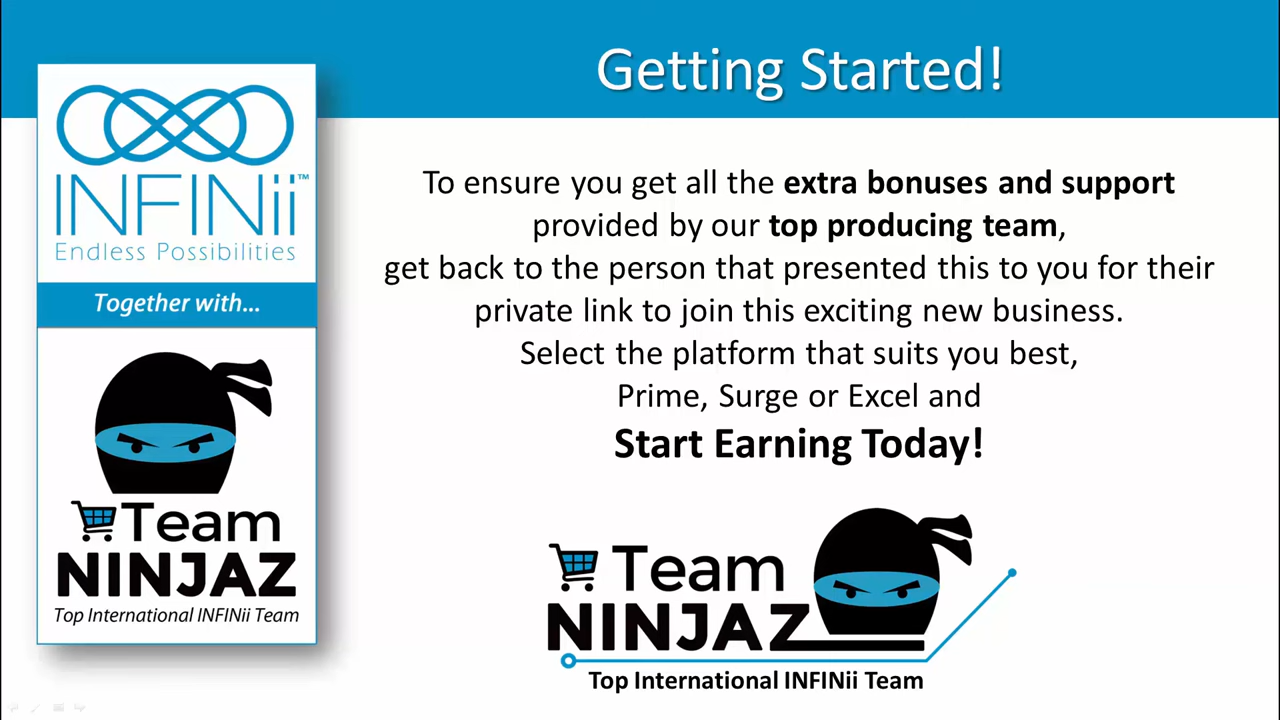 Getting Started!
INFINii™
Endless Possibilities
Together with...
Team
NINJAZ
Top International INFINii Team
To ensure you get all the extra bonuses and support
provided by our top producing team,
get back to the person that presented this to you for their
private link to join this exciting new business.
Select the platform that suits you best,
Prime, Surge or Excel and
Start Earning Today!
Team
NINJAZ
Top International INFINii Team